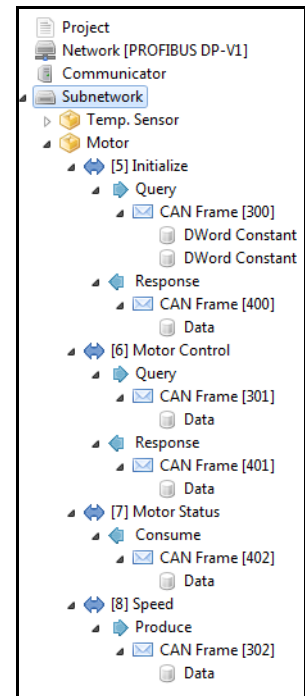 Project
Network [PROFIBUS DP-V1]
Communicator
Subnetwork
Temp. Sensor
Motor
[5] Initialize
Query
CAN Frame [300]
DWord Constant
DWord Constant
Response
CAN Frame [400]
Data
[6] Motor Control
Query
CAN Frame [301]
Data
Response
CAN Frame [401]
Data
[7] Motor Status
Consume
CAN Frame [402]
Data
[8] Speed
Produce
CAN Frame [302]
Data